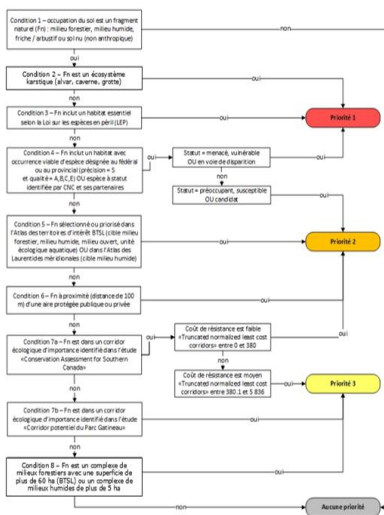 Condition 1 – occupation du sol est un fragment
naturel (Fn) : milieu forestier, milieu humide,
friche / arbustif ou sol nu (non anthropique)
non
oui
Condition 2 – Fn est un écosystème
karstique (alvar, caverne, grotte)
oui
non
Condition 3 – Fn inclut un habitat essentiel
selon la Loi sur les espèces en péril (LEP)
oui
Priorité 1
non
Condition 4 – Fn inclut un habitat avec
occurrence viable d'espèce désignée au fédéral
ou au provincial (précision = S
et qualité = A,B,C,E) OU espèce à statut
identifiée par CNC et ses partenaires
oui
Statut = menacé, vulnérable
OU en voie de disparition
oui
non
Statut = préoccupant, susceptible
OU candidat
oui
non
Condition 5 – Fn sélectionné ou priorisé dans
l'Atlas des territoires d'intérêt BTSL (cible milieu
forestier, milieu humide, milieu ouvert, unité
écologique aquatique) OU dans l'Atlas des
Laurentides méridionales (cible milieu humide)
oui
Priorité 2
non
Condition 6 – Fn à proximité (distance de 100
m) d'une aire protégée publique ou privée
oui
non
Condition 7a – Fn est dans un corridor
écologique d'importance identifié dans l'étude
«Conservation Assessment for Southern
Canada»
oui
Coût de résistance est faible
«Truncated normalized least cost
corridors» entre 0 et 380
oui
non
Coût de résistance est moyen
«Truncated normalized least cost
corridors» entre 380.1 et 5 836
oui
Priorité 3
non
Condition 7b – Fn est dans un corridor
écologique d'importance identifié dans l'étude
«Corridor potentiel du Parc Gatineau»
oui
non
Condition 8 – Fn est un complexe de
milieux forestiers avec une superficie de
plus de 60 ha (BTSL) ou un complexe de
milieux humides de plus de 5 ha
oui
non
Aucune priorité